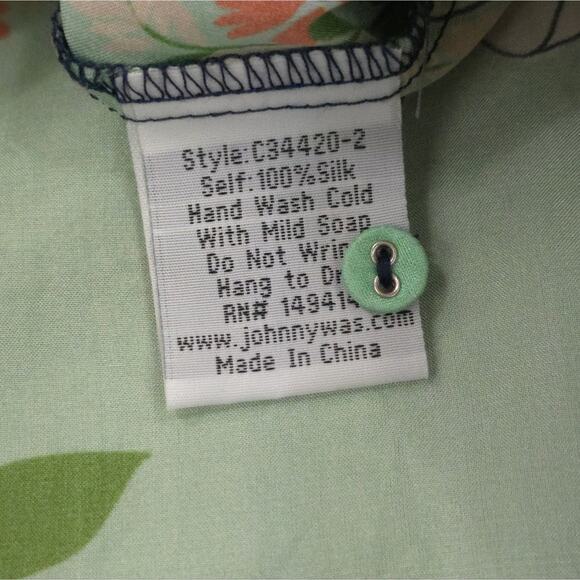 Style:C34420-2
Self:100%Silk
Hand Wash Cold
With Mild Soap
Do Not
Hang to
RN# 14941
www.johnnywas.com
Made In China